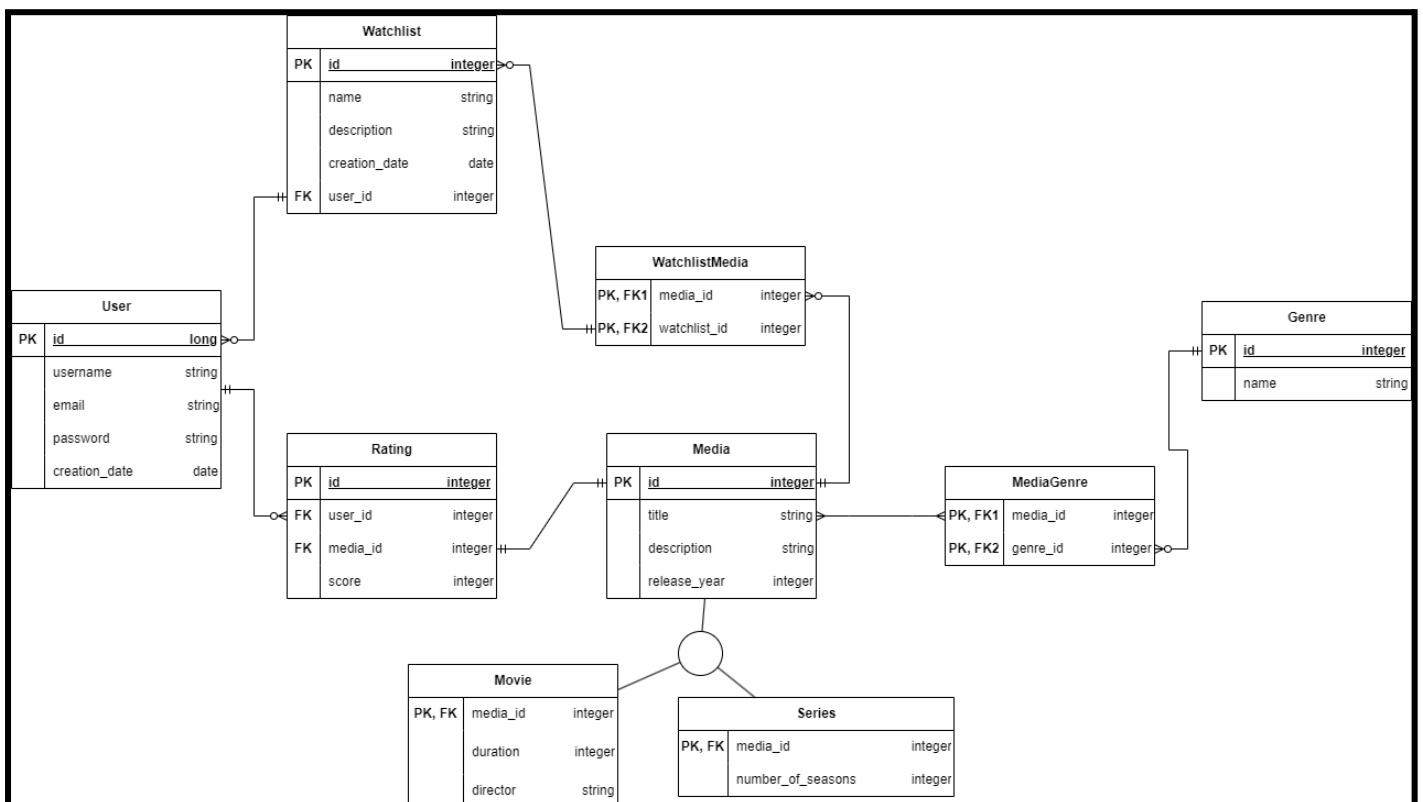 Watchlist
PK id integer
name string
description string
creation_date date
FK user_id integer
WatchlistMedia
PK, FK1 media_id integer
PK, FK2 watchlist_id integer
User
PK id long
username string
email string
password string
creation_date date
Genre
PK id integer
name string
Rating
PK id integer
FK user_id integer
FK media_id integer
score integer
Media
PK id integer
title string
description string
release_year integer
MediaGenre
PK, FK1 media_id integer
PK, FK2 genre_id integer
Movie
PK, FK media_id integer
duration integer
director string
Series
PK, FK media_id integer
number_of_seasons integer